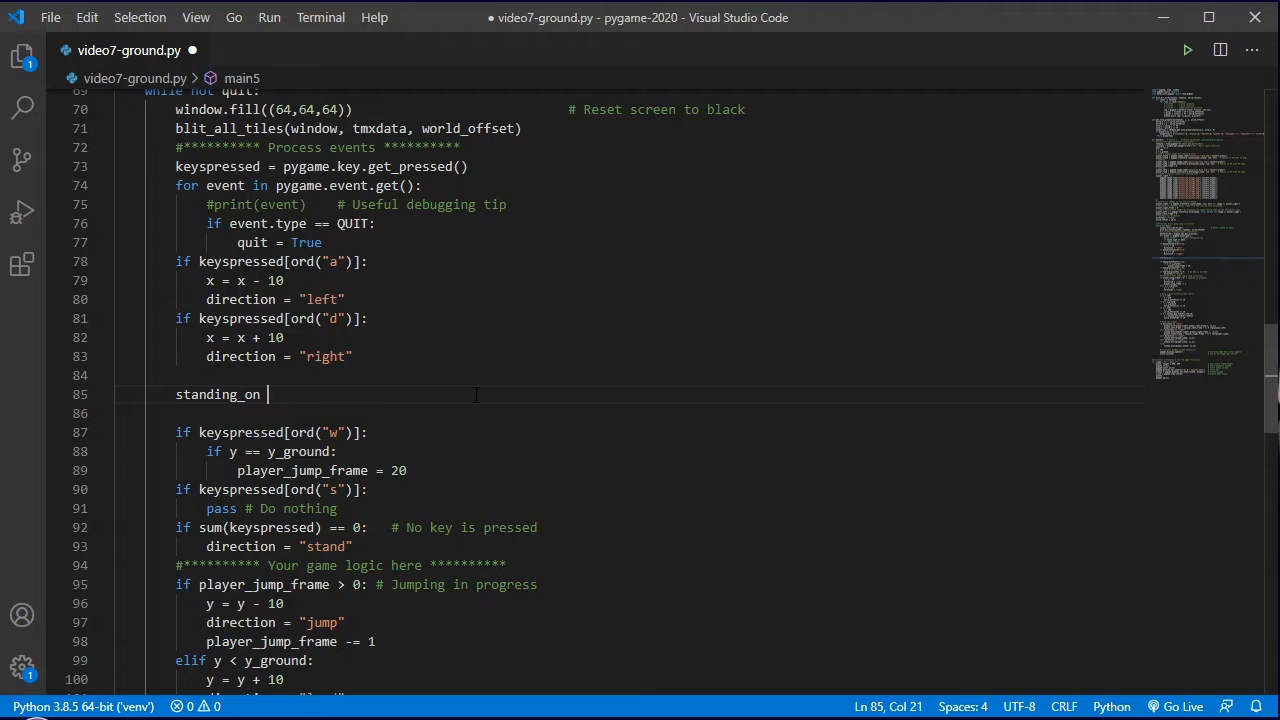 File Edit Selection View Go Run Terminal Help ● video7-ground.py - pygame-2020 - Visual Studio Code
video7-ground.py ●
video7-ground.py > main5
69 while not quit:
70 window.fill((64,64,64)) # Reset screen to black
71 blit_all_tiles(window, tmxdata, world_offset)
72 #********** Process events **********
73 keyspressed = pygame.key.get_pressed()
74 for event in pygame.event.get():
75 #print(event) # Useful debugging tip
76 if event.type == QUIT:
77 quit = True
78 if keyspressed[ord("a")]:
79 x = x - 10
80 direction = "left"
81 if keyspressed[ord("d")]:
82 x = x + 10
83 direction = "right"
84
85 standing_on
86
87 if keyspressed[ord("w")]:
88 if y == y_ground:
89 player_jump_frame = 20
90 if keyspressed[ord("s")]:
91 pass # Do nothing
92 if sum(keyspressed) == 0: # No key is pressed
93 direction = "stand"
94 #********** Your game logic here **********
95 if player_jump_frame > 0: # Jumping in progress
96 y = y - 10
97 direction = "jump"
98 player_jump_frame -= 1
99 elif y < y_ground:
100 y = y + 10
1
1
Python 3.8.5 64-bit ('venv') 0 0 Ln 85, Col 21 Spaces: 4 UTF-8 CRLF Python Go Live